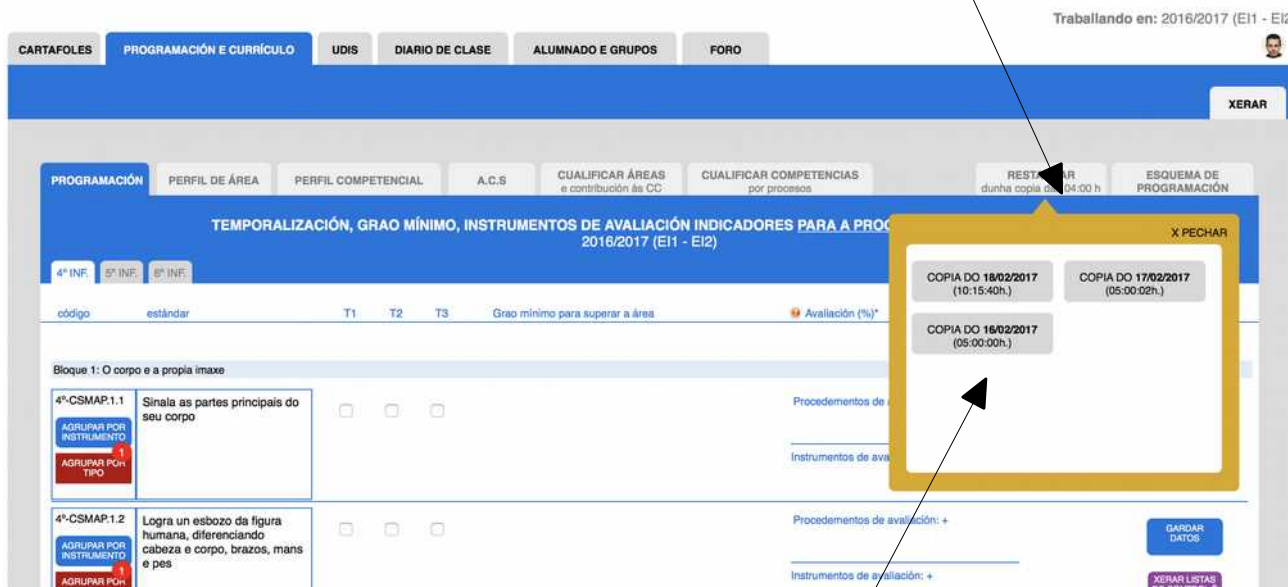 Traballando en: 2016/2017 (EI1 - EI2
CARTAFOLES PROGRAMACIÓN E CURRÍCULO UDIS DIARIO DE CLASE ALUMNADO E GRUPOS FORO
XERAR
PROGRAMACIÓN PERFIL DE ÁREA PERFIL COMPETENCIAL A.C.S CUALIFICAR ÁREAS CUALIFICAR COMPETENCIAS ESQUEMA DE
e contribución ás CC por procesos dunha copia 04:00 h PROGRAMACIÓN
TEMPORALIZACIÓN, GRAO MÍNIMO, INSTRUMENTOS DE AVALIACIÓN INDICADORES PARA A
2016/2017 (EI1 - EI2)
X PECHAR
4º INF. 5º INF. 6º INF.
COPIA DO 18/02/2017 COPIA DO 17/02/2017
(10:15:40h.) (05:00:02h.)
código estándar T1 T2 T3 Grao mínimo para superar a área Avaliación (%)*
COPIA DO 16/02/2017
(05:00:00h.)
Bloque 1: O corpo e a propia imaxe
4º-CSMAP.1.1 Sinala as partes principais do Procedementos de
seu corpo
AGRUPAR POR
INSTRUMENTO
1
AGRUPAR POR
TIPO
Instrumentos de
4º-CSMAP.1.2 Logra un esbozo da figura Procedementos de avaliación: +
humana, diferenciando
cabeza e corpo, brazos, mans
e pes
AGRUPAR POR
INSTRUMENTO
GARDAR
DATOS
1
AGRUPAR POR
Instrumentos de avaliación: +
XERAR LISTAS